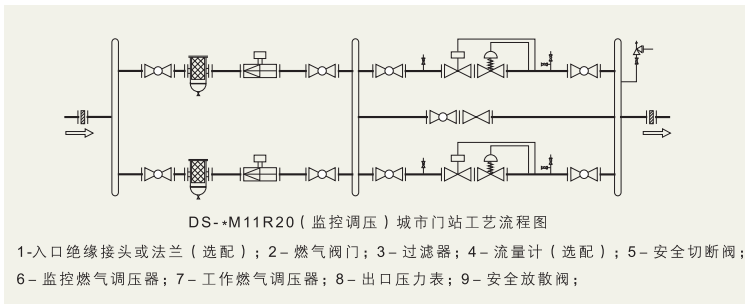 DS-*M11R20(监控调压)城市门站工艺流程图
1-入口绝缘接头或法兰(选配);2-燃气阀门;3-过滤器;4-流量计(选配);5-安全切断阀;
6-监控燃气调压器;7-工作燃气调压器;8-出口压力表;9-安全放散阀;